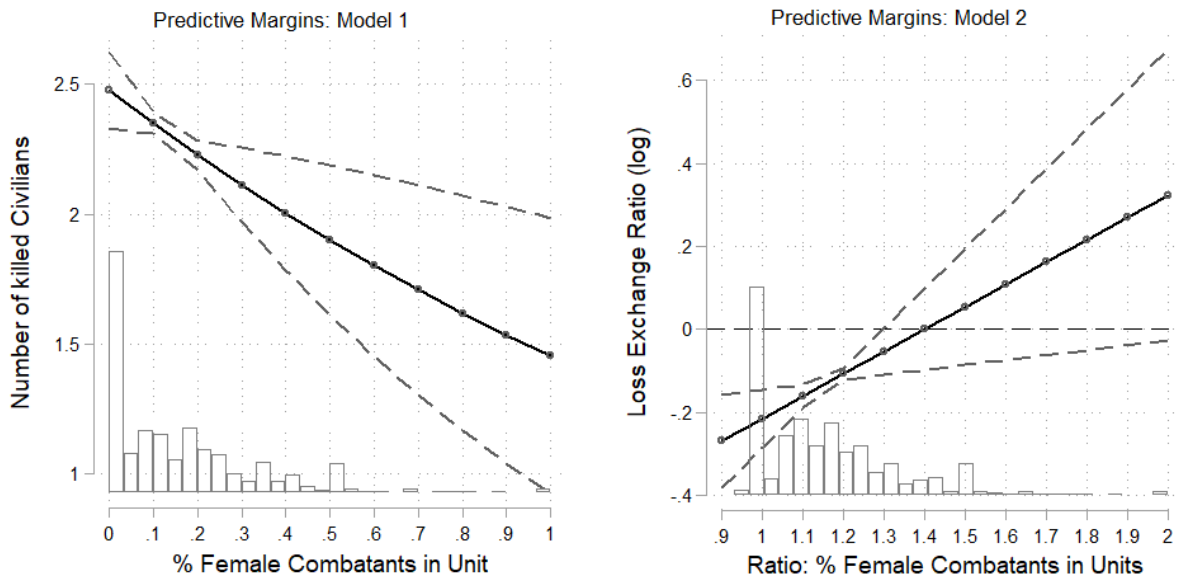 Predictive Margins: Model 1
Number of killed Civilians
2.5
2
1.5
1
0 .1 .2 .3 .4 .5 .6 .7 .8 .9 1
% Female Combatants in Unit
Predictive Margins: Model 2
Loss Exchange Ratio (log)
.6
.4
.2
0
-.2
-.4
.9 1 1.1 1.2 1.3 1.4 1.5 1.6 1.7 1.8 1.9 2
Ratio: % Female Combatants in Units